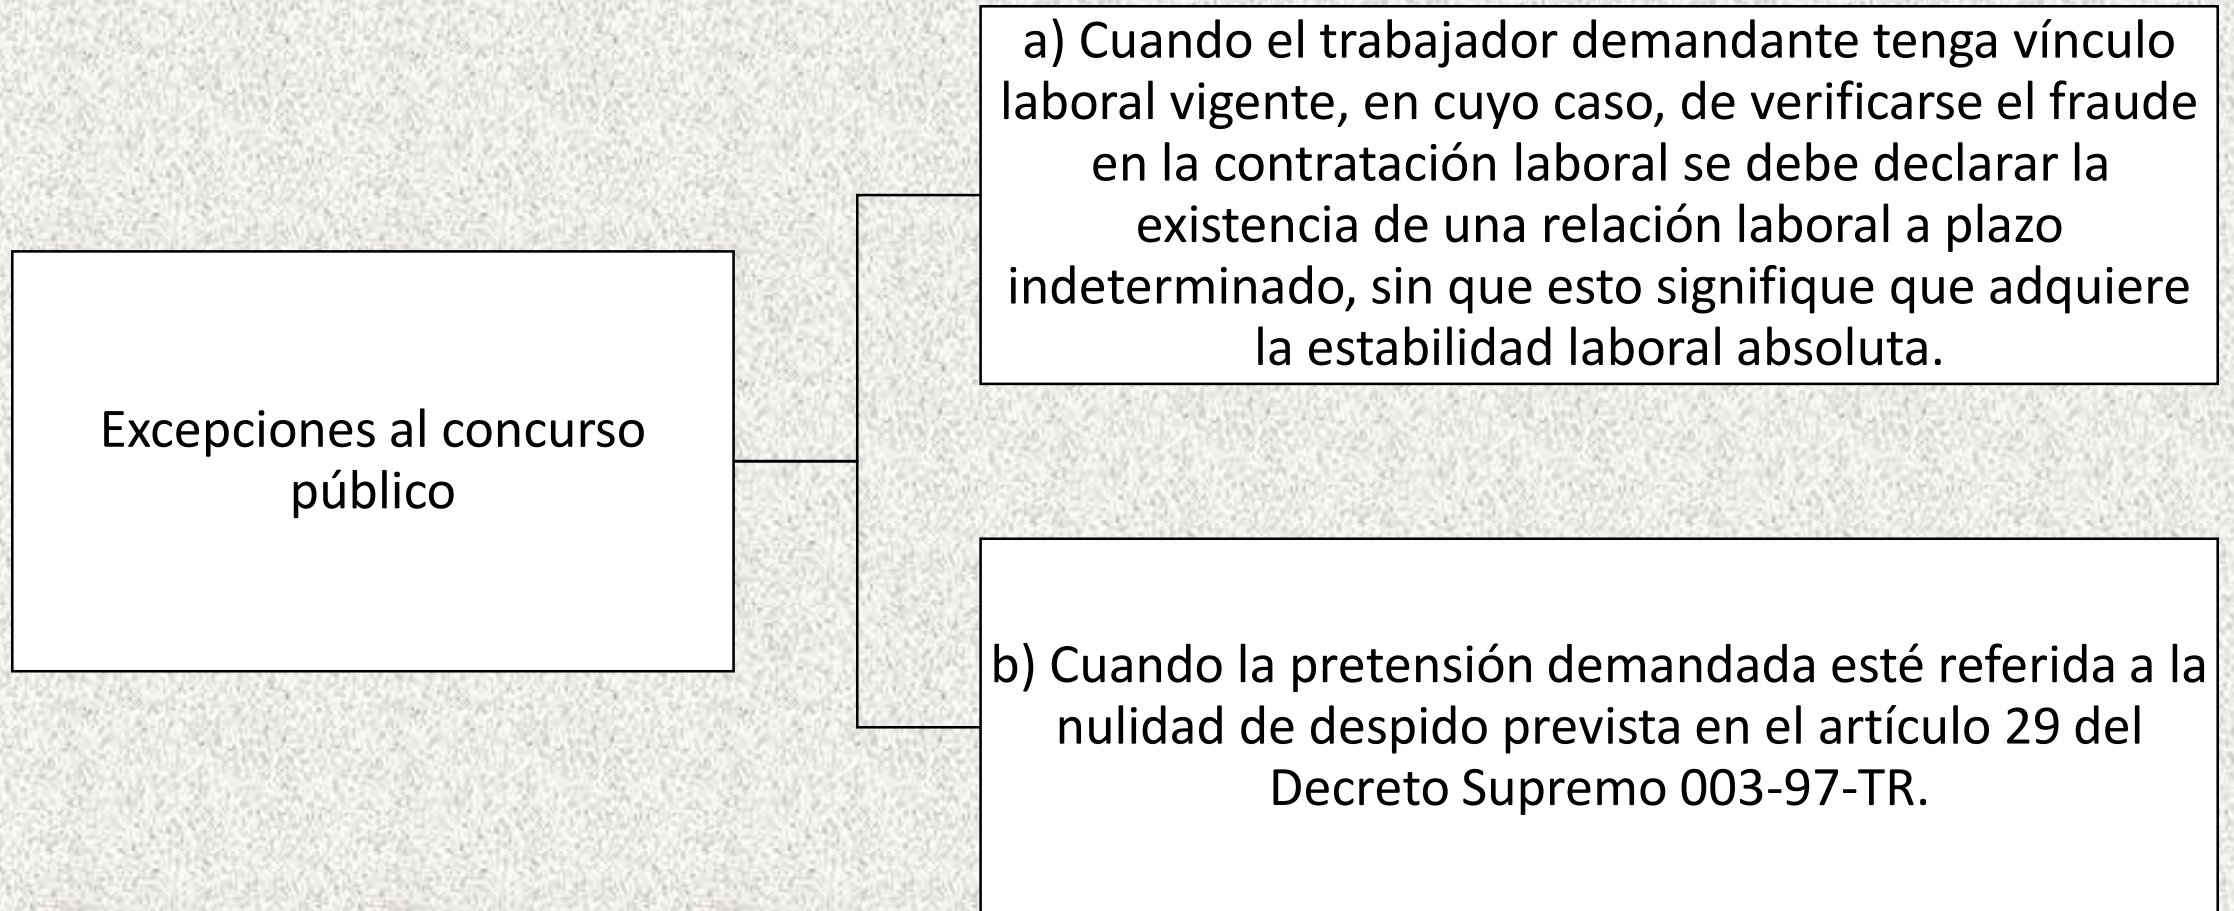 Excepciones al concurso
público
a) Cuando el trabajador demandante tenga vínculo
laboral vigente, en cuyo caso, de verificarse el fraude
en la contratación laboral se debe declarar la
existencia de una relación laboral a plazo
indeterminado, sin que esto signifique que adquiere
la estabilidad laboral absoluta.
b) Cuando la pretensión demandada esté referida a la
nulidad de despido prevista en el artículo 29 del
Decreto Supremo 003-97-TR.